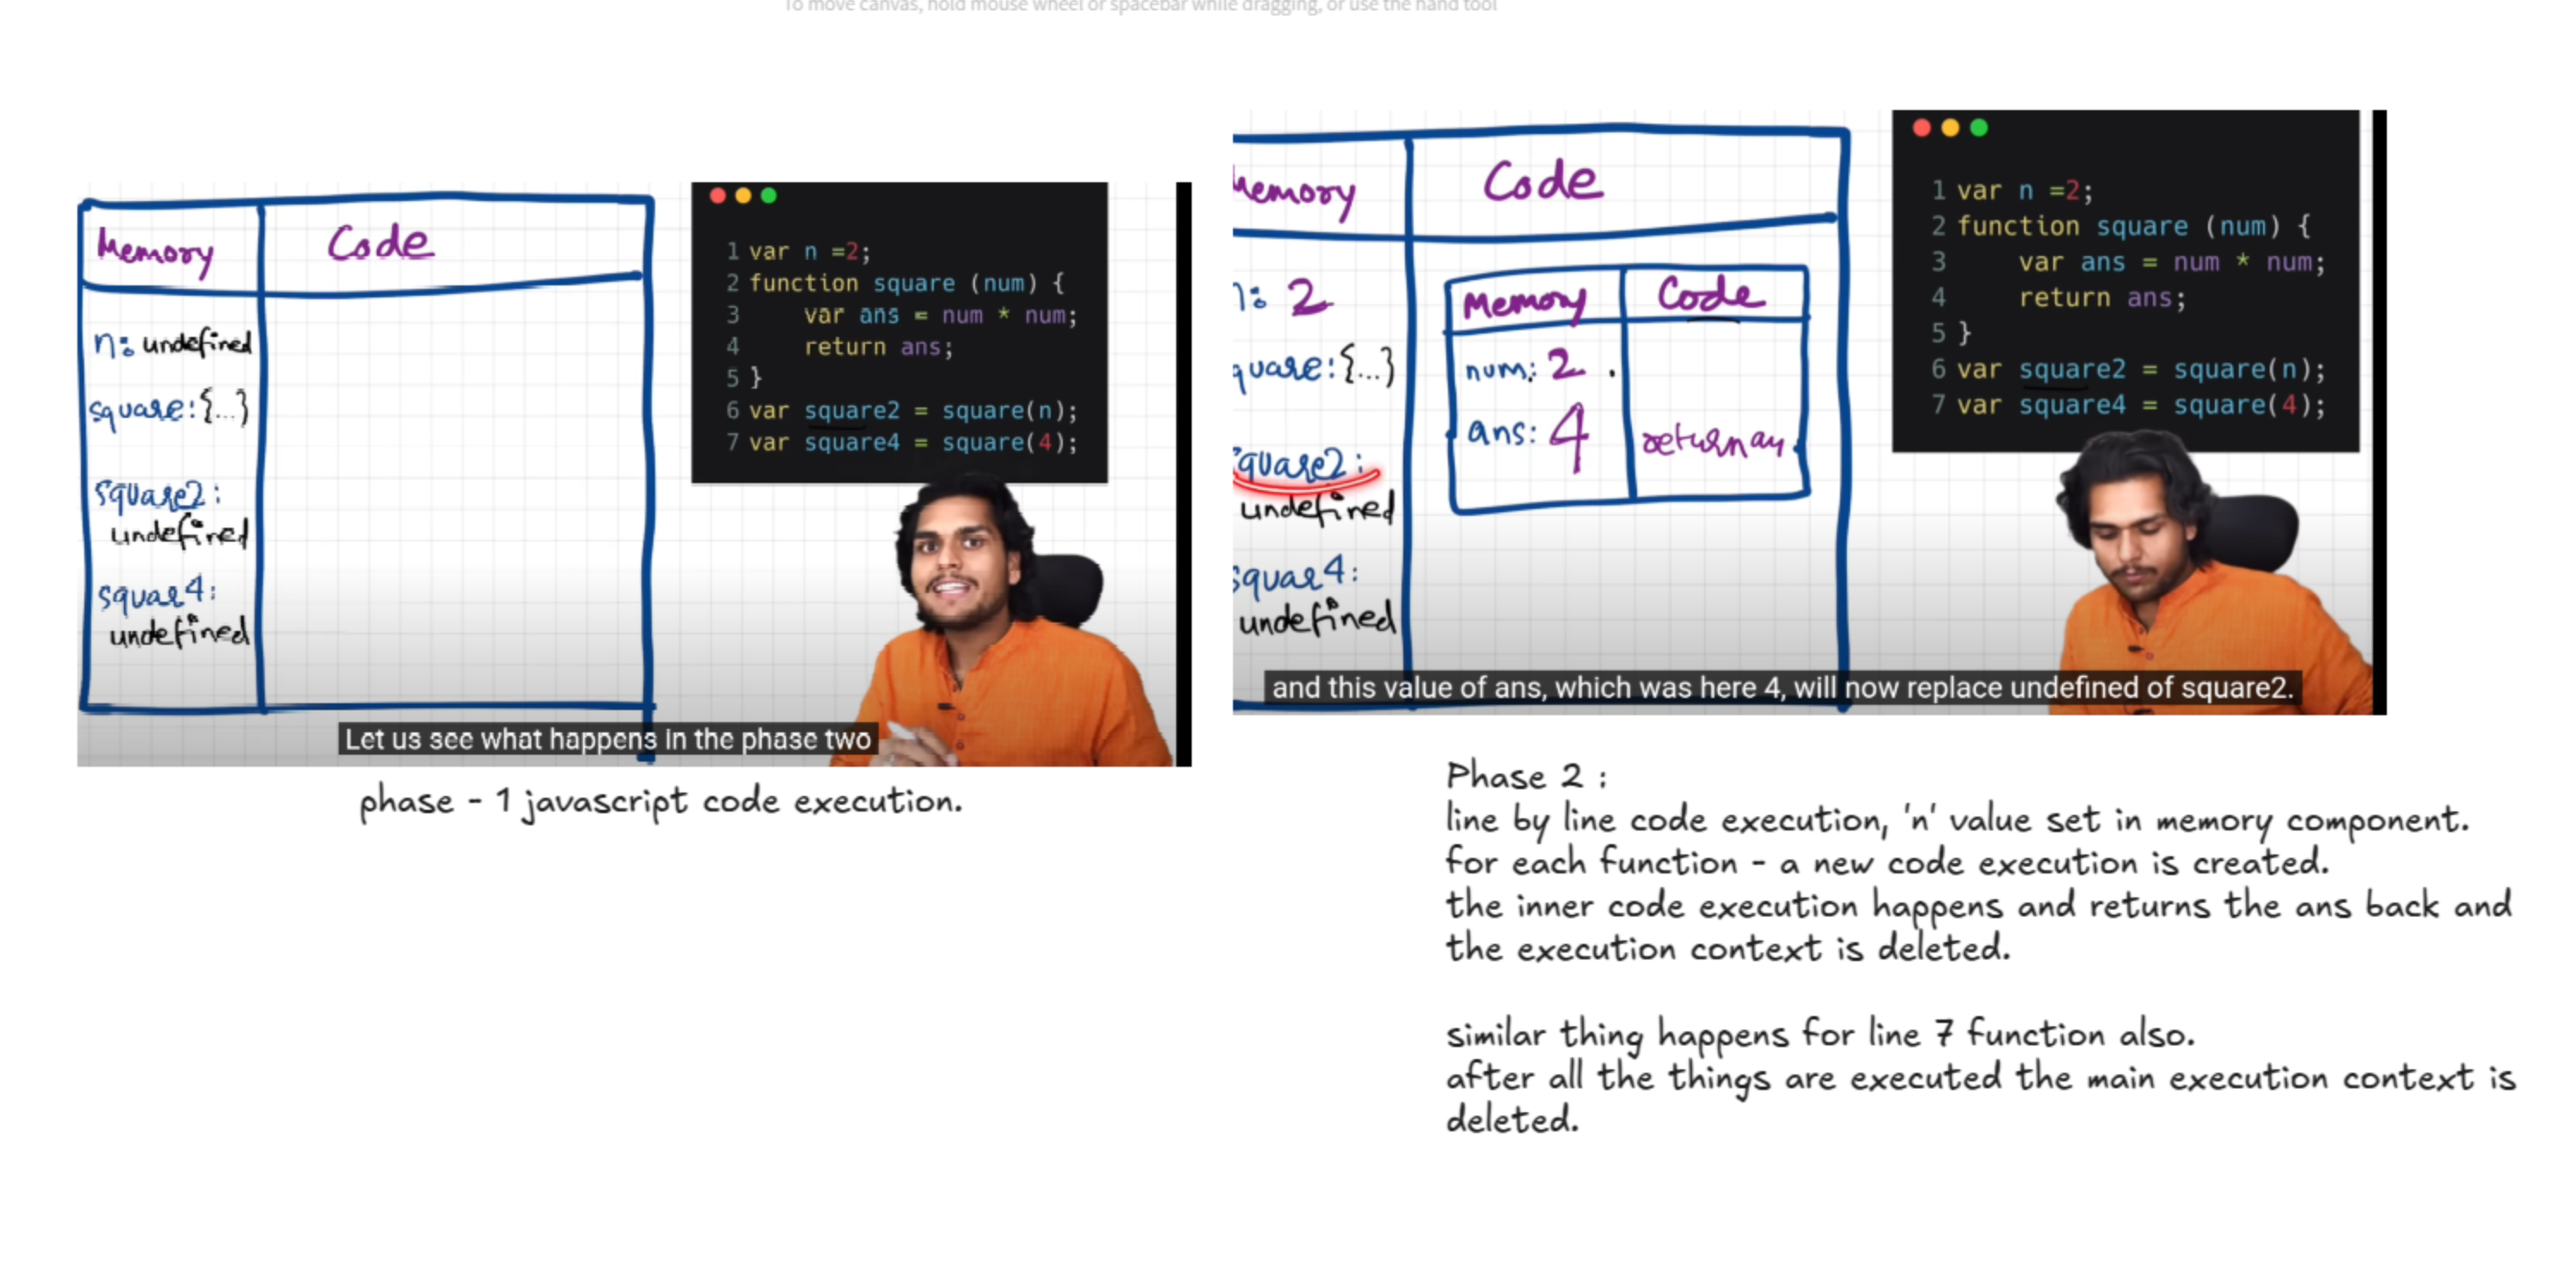 To move canvas, hold mouse wheel or spacebar while dragging, or use the hand tool
Memory Code
n: undefined
square:{...}
square2:
undefined
squar4:
undefined
1 var n =2;
2 function square (num) {
3 var ans = num * num;
4 return ans;
5 }
6 var square2 = square(n);
7 var square4 = square(4);
Let us see what happens in the phase two
phase - 1 javascript code execution.
Memory Code
n: 2
quare:{...}
square2:
undefined
squar4:
undefined
Memory Code
num: 2
ans: 4 return an
1 var n =2;
2 function square (num) {
3 var ans = num * num;
4 return ans;
5 }
6 var square2 = square(n);
7 var square4 = square(4);
and this value of ans, which was here 4, will now replace undefined of square2.
Phase 2 :
line by line code execution, 'n' value set in memory component.
for each function - a new code execution is created.
the inner code execution happens and returns the ans back and
the execution context is deleted.
similar thing happens for line 7 function also.
after all the things are executed the main execution context is
deleted.